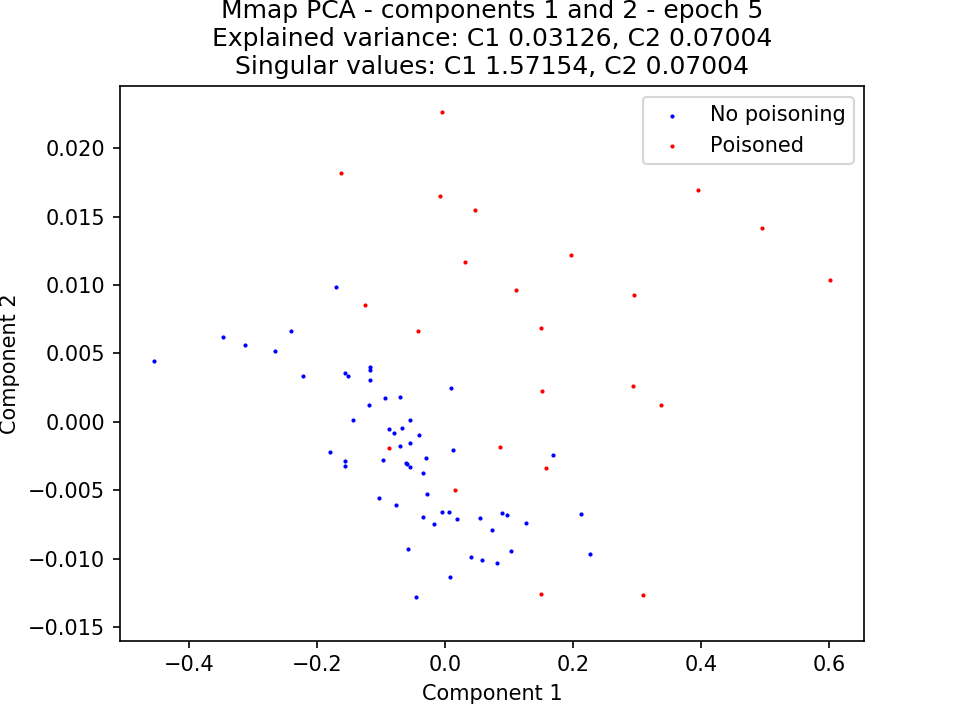 Mmap PCA - components 1 and 2 - epoch 5
Explained variance: C1 0.03126, C2 0.07004
Singular values: C1 1.57154, C2 0.07004
No poisoning
Poisoned
0.020
0.015
0.010
0.005
0.000
−0.005
−0.010
−0.015
Component 2
−0.4
−0.2
0.0
0.2
0.4
0.6
Component 1